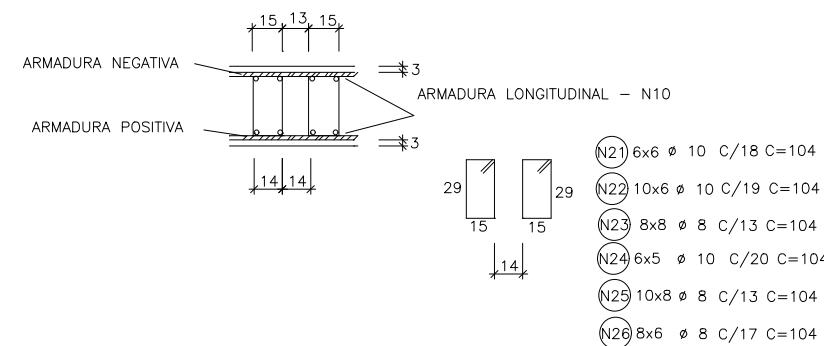 15 13 15
ARMADURA NEGATIVA
3
ARMADURA LONGITUDINAL – N10
ARMADURA POSITIVA
3
14 14
29
15
15
29
14
N21 6x6 ø 10 C/18 C=104
N22 10x6 ø 10 C/19 C=104
N23 8x8 ø 8 C/13 C=104
N24 6x5 ø 10 C/20 C=104
N25 10x8 ø 8 C/13 C=104
N26 8x6 ø 8 C/17 C=104